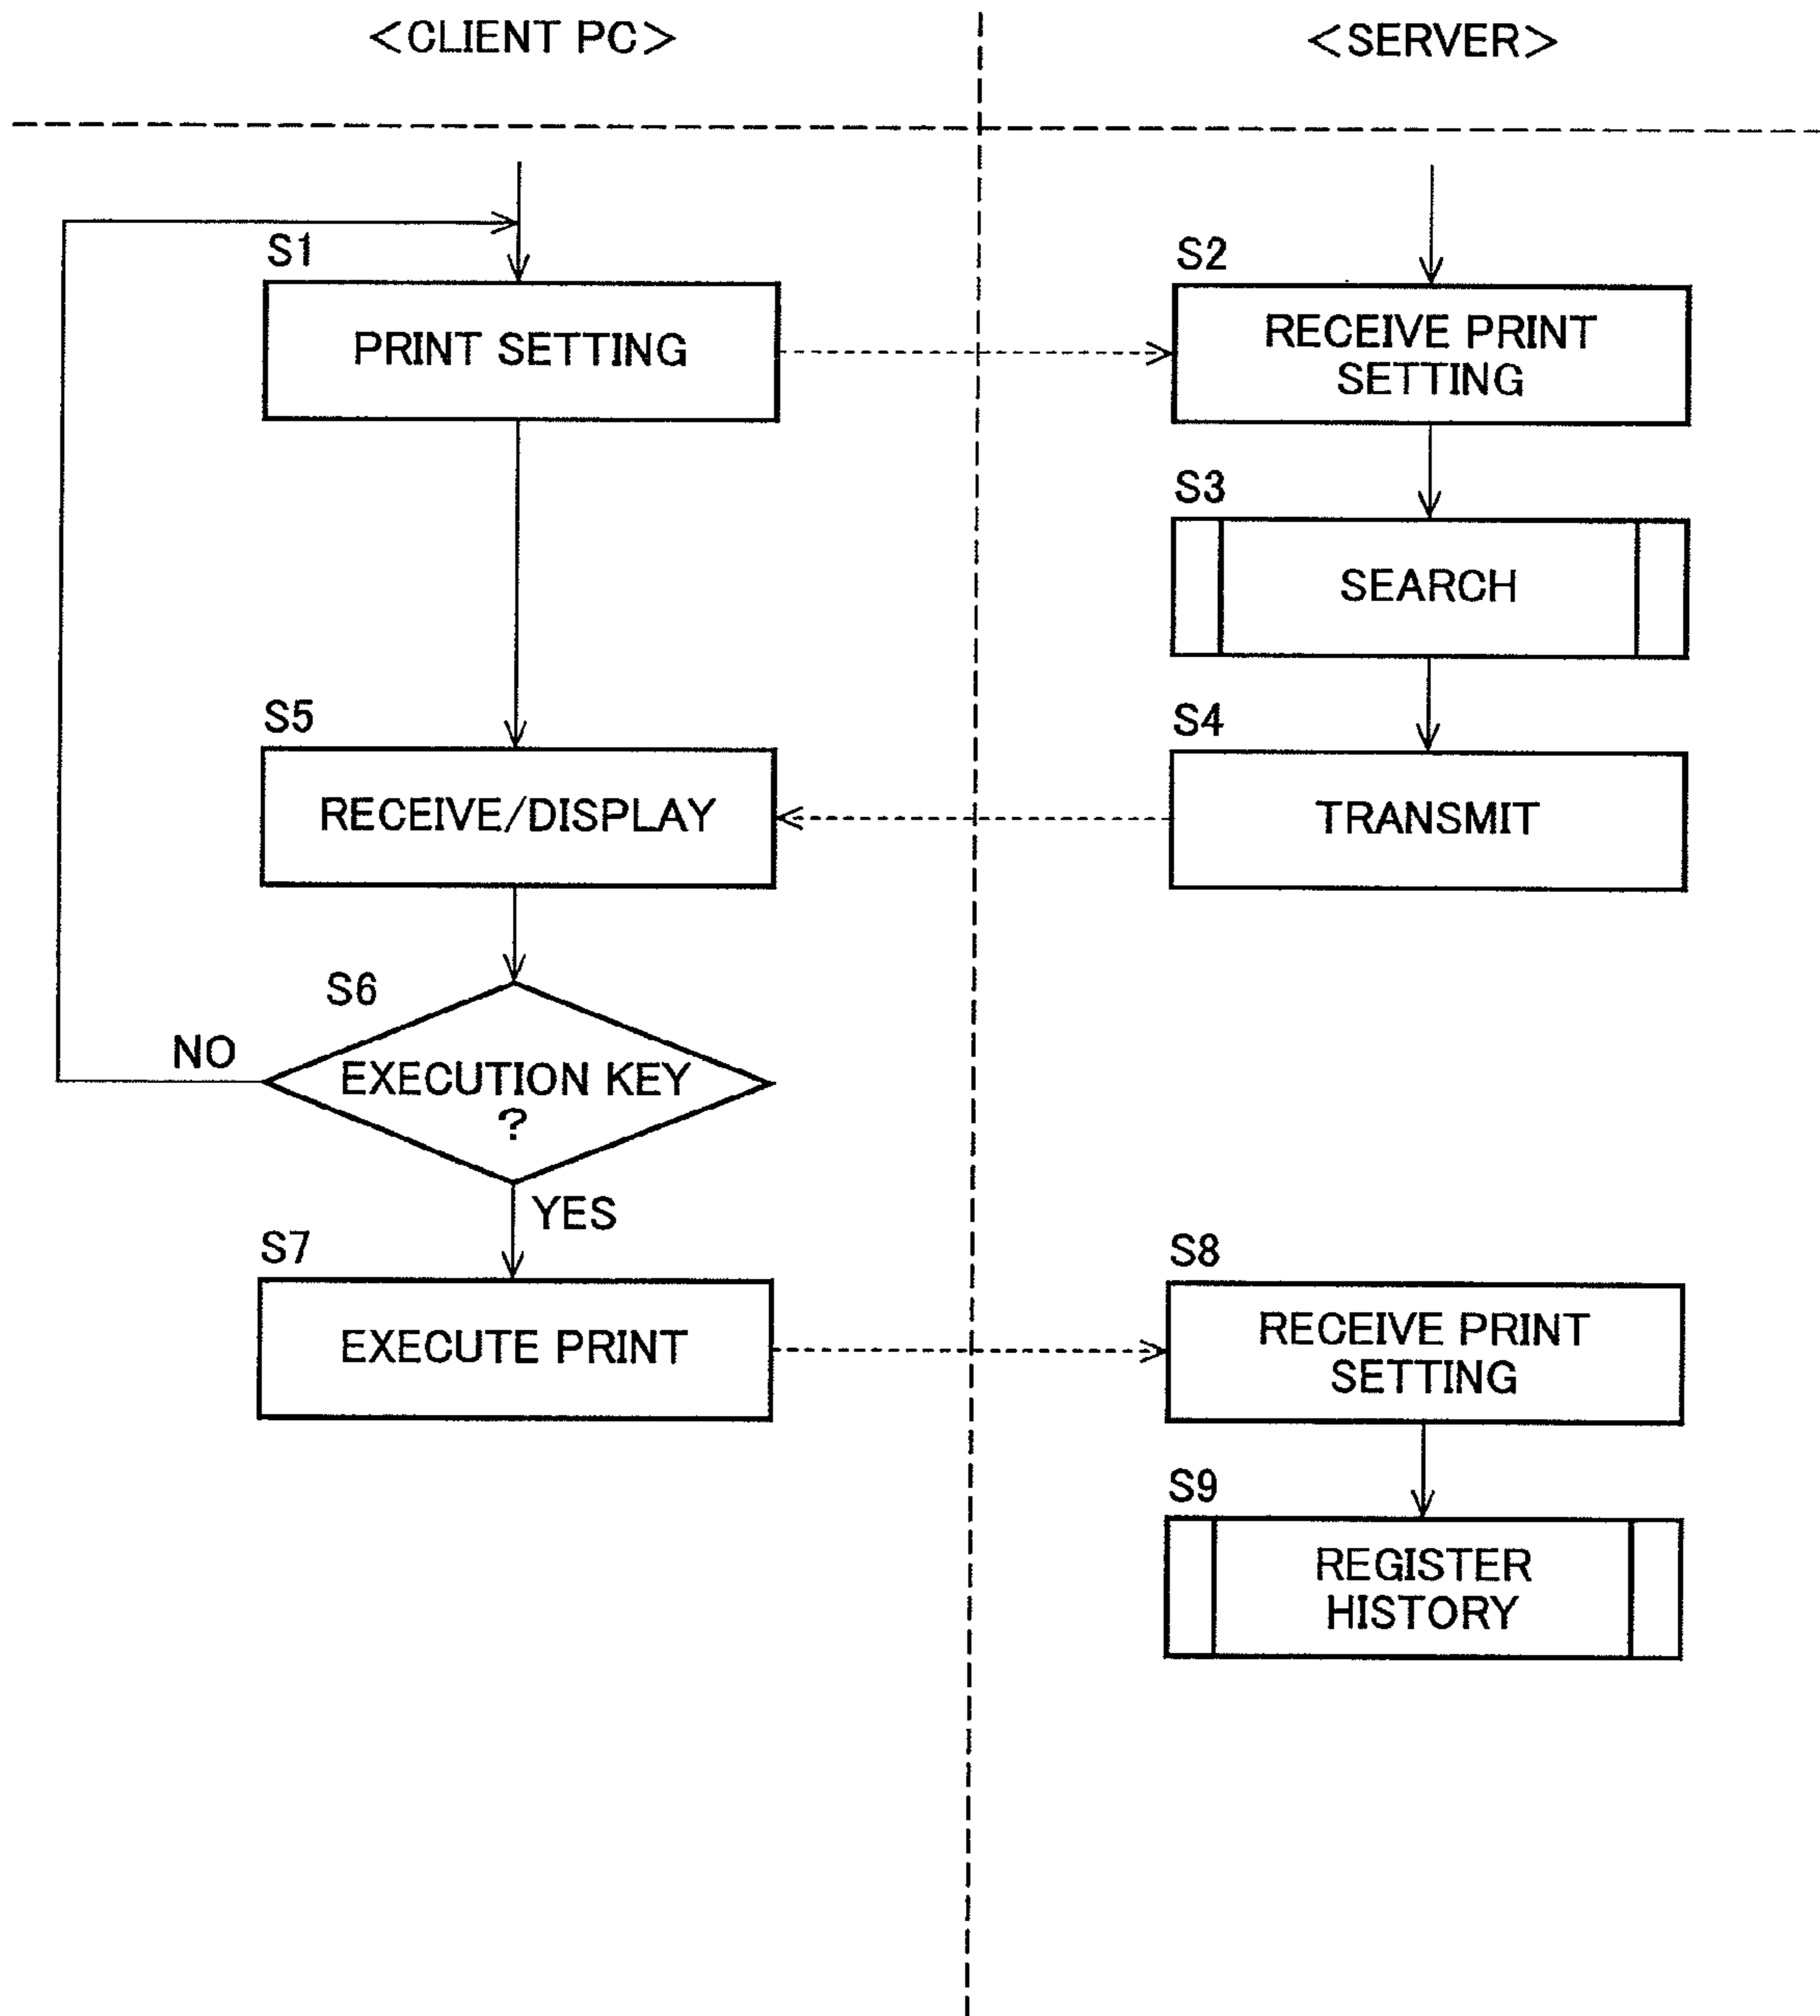 <CLIENT PC>
<SERVER>
S1
PRINT SETTING
S2
RECEIVE PRINT
SETTING
S3
SEARCH
S4
TRANSMIT
S5
RECEIVE/DISPLAY
S6
EXECUTION KEY
?
NO
YES
S7
EXECUTE PRINT
S8
RECEIVE PRINT
SETTING
S9
REGISTER
HISTORY